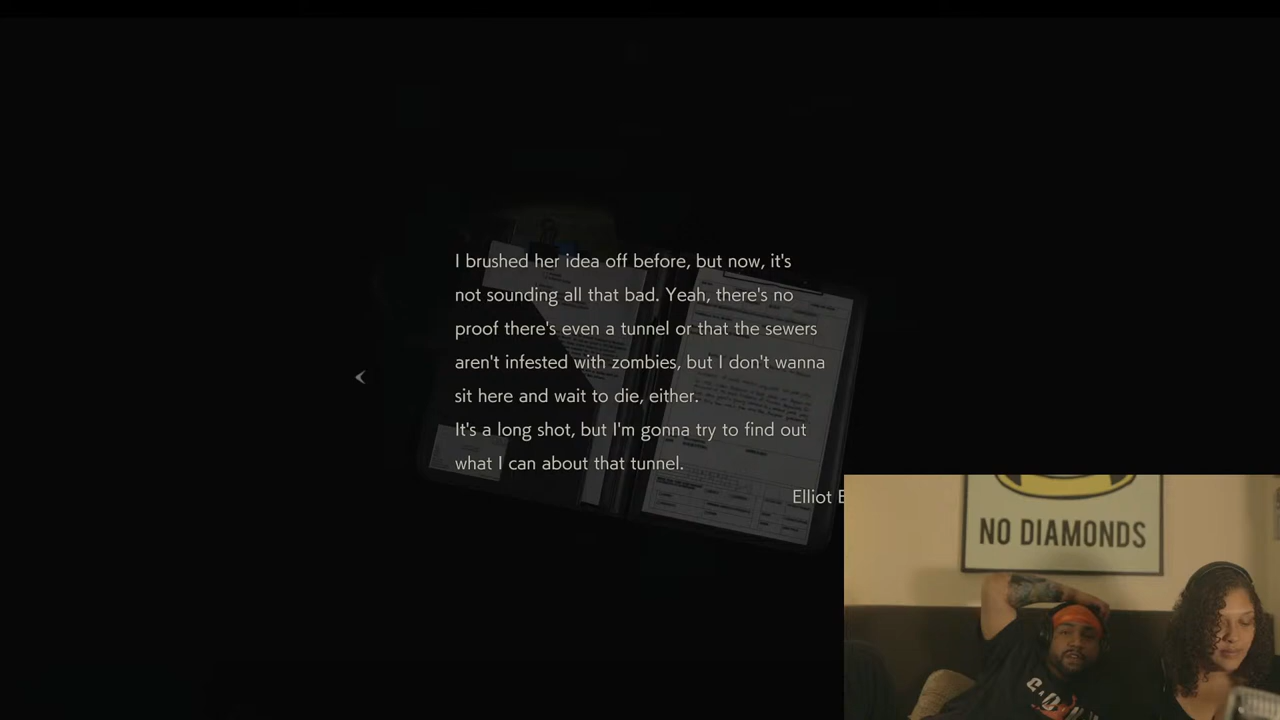 I brushed her idea off before, but now, it's
not sounding all that bad. Yeah, there's no
proof there's even a tunnel or that the sewers
aren't infested with zombies, but I don't wanna
sit here and wait to die, either.
It's a long shot, but I'm gonna try to find out
what I can about that tunnel.
Elliot
NO DIAMONDS